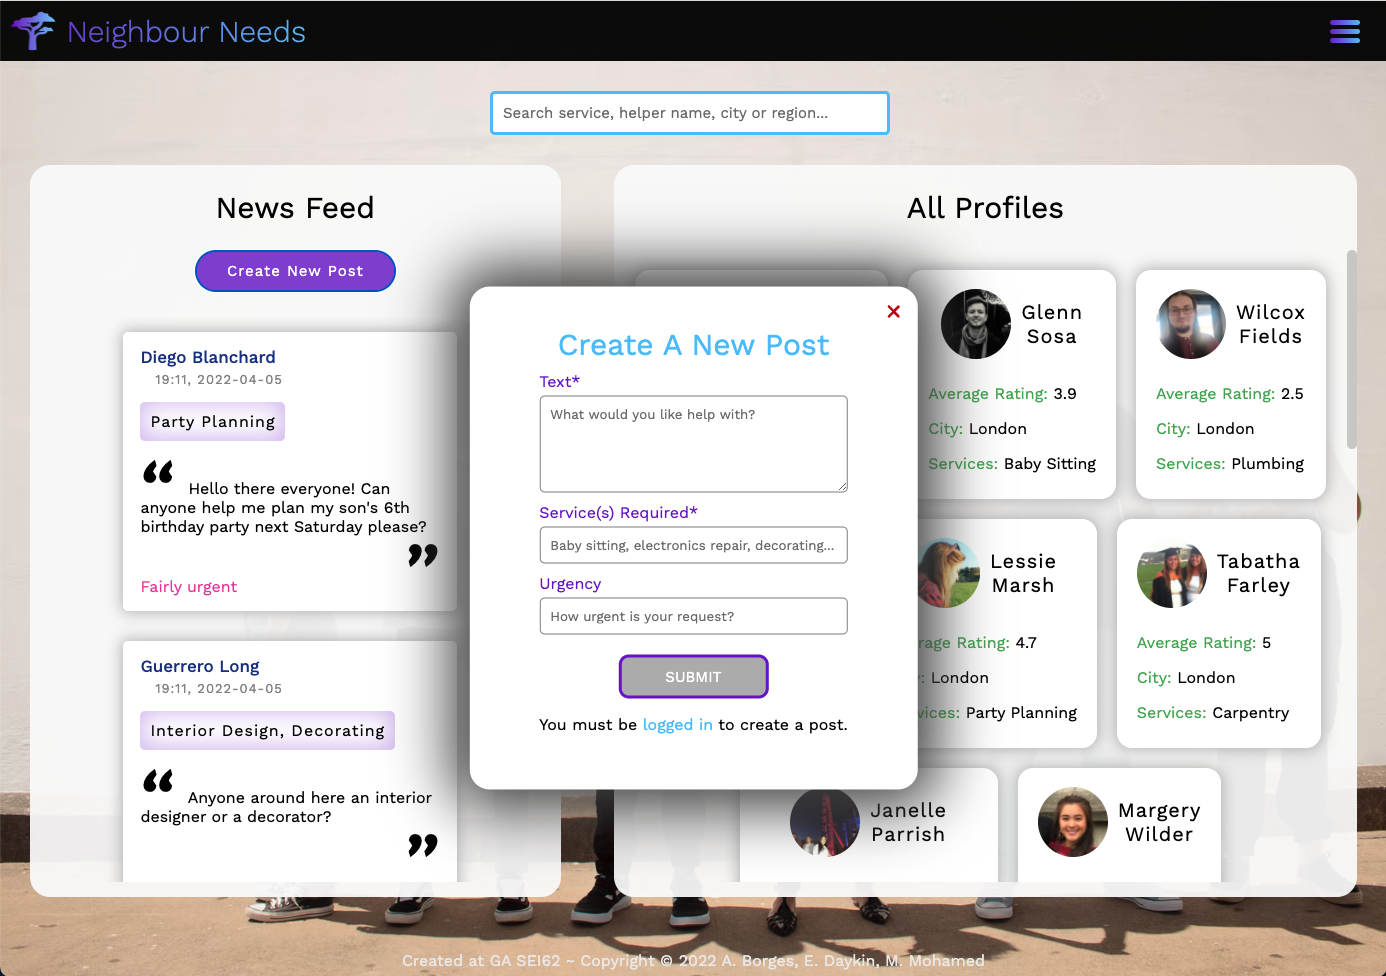 Neighbour Needs
Search service, helper name, city or region...
News Feed
Create New Post
Diego Blanchard
19:11, 2022-04-05
Party Planning
“ Hello there everyone! Can
anyone help me plan my son's 6th
birthday party next Saturday please?
”
Fairly urgent
Guerrero Long
19:11, 2022-04-05
Interior Design, Decorating
“ Anyone around here an interior
designer or a decorator?
”
Create A New Post
Text*
What would you like help with?
Service(s) Required*
Baby sitting, electronics repair, decorating...
Urgency
How urgent is your request?
SUBMIT
You must be logged in to create a post.
All Profiles
Glenn
Sosa
Average Rating: 3.9
City: London
Services: Baby Sitting
Wilcox
Fields
Average Rating: 2.5
City: London
Services: Plumbing
Lessie
Marsh
Rating: 4.7
London
Party Planning
Tabatha
Farley
Average Rating: 5
City: London
Services: Carpentry
Janelle
Parrish
Margery
Wilder
Created at GA SEI62 ~ Copyright © 2022 A. Borges, E. Daykin, M. Mohamed